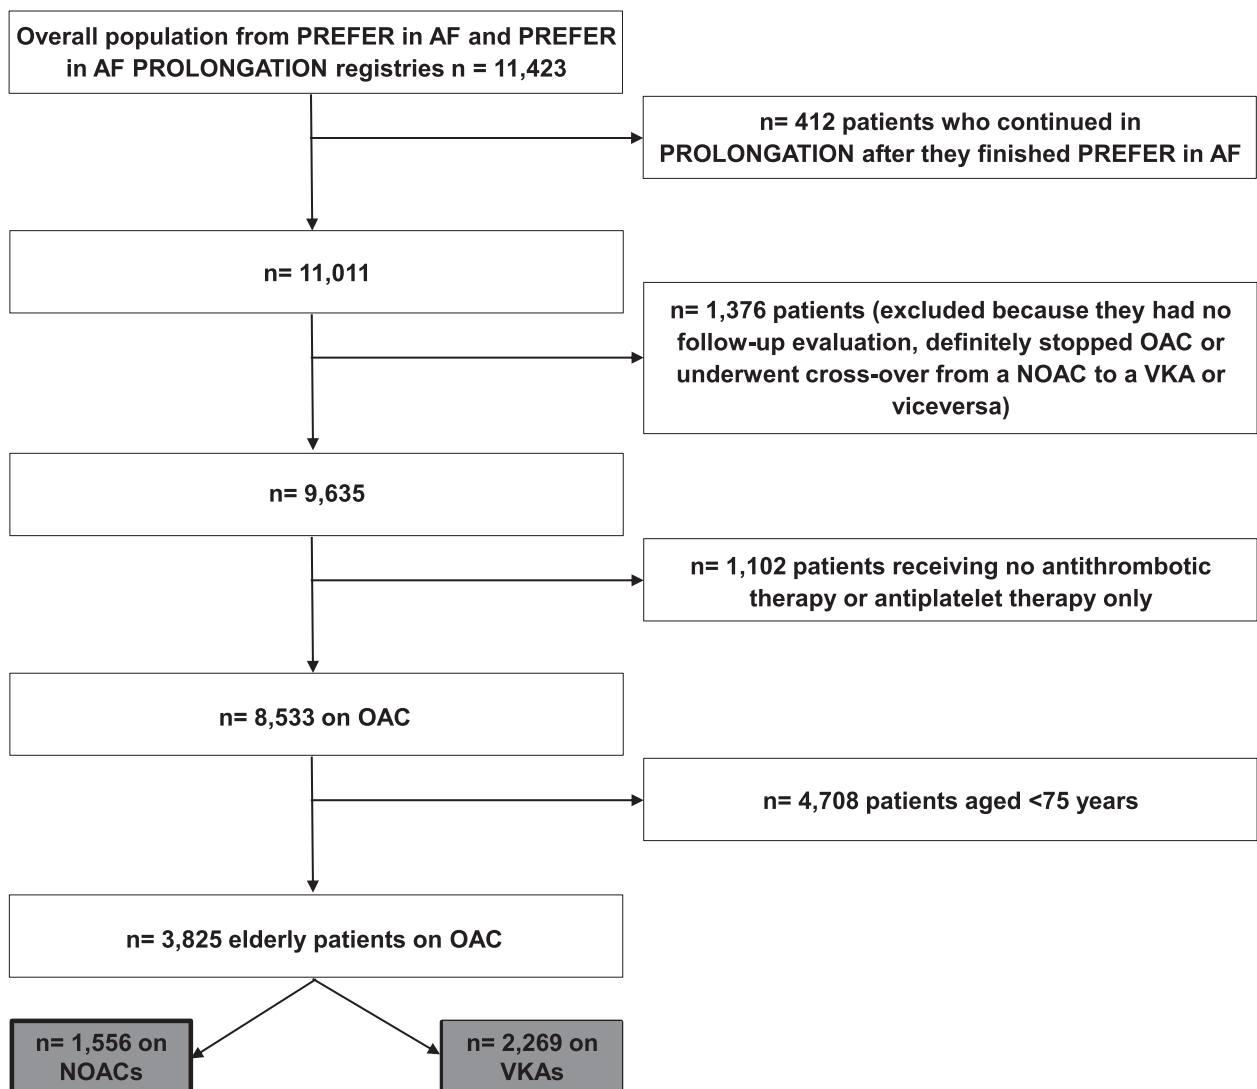 Overall population from PREFER in AF and PREFER
in AF PROLONGATION registries n = 11,423
n= 412 patients who continued in
PROLONGATION after they finished PREFER in AF
n= 11,011
n= 1,376 patients (excluded because they had no
follow-up evaluation, definitely stopped OAC or
underwent cross-over from a NOAC to a VKA or
viceversa)
n= 9,635
n= 1,102 patients receiving no antithrombotic
therapy or antiplatelet therapy only
n= 8,533 on OAC
n= 4,708 patients aged <75 years
n= 3,825 elderly patients on OAC
n= 1,556 on
NOACs
n= 2,269 on
VKAs